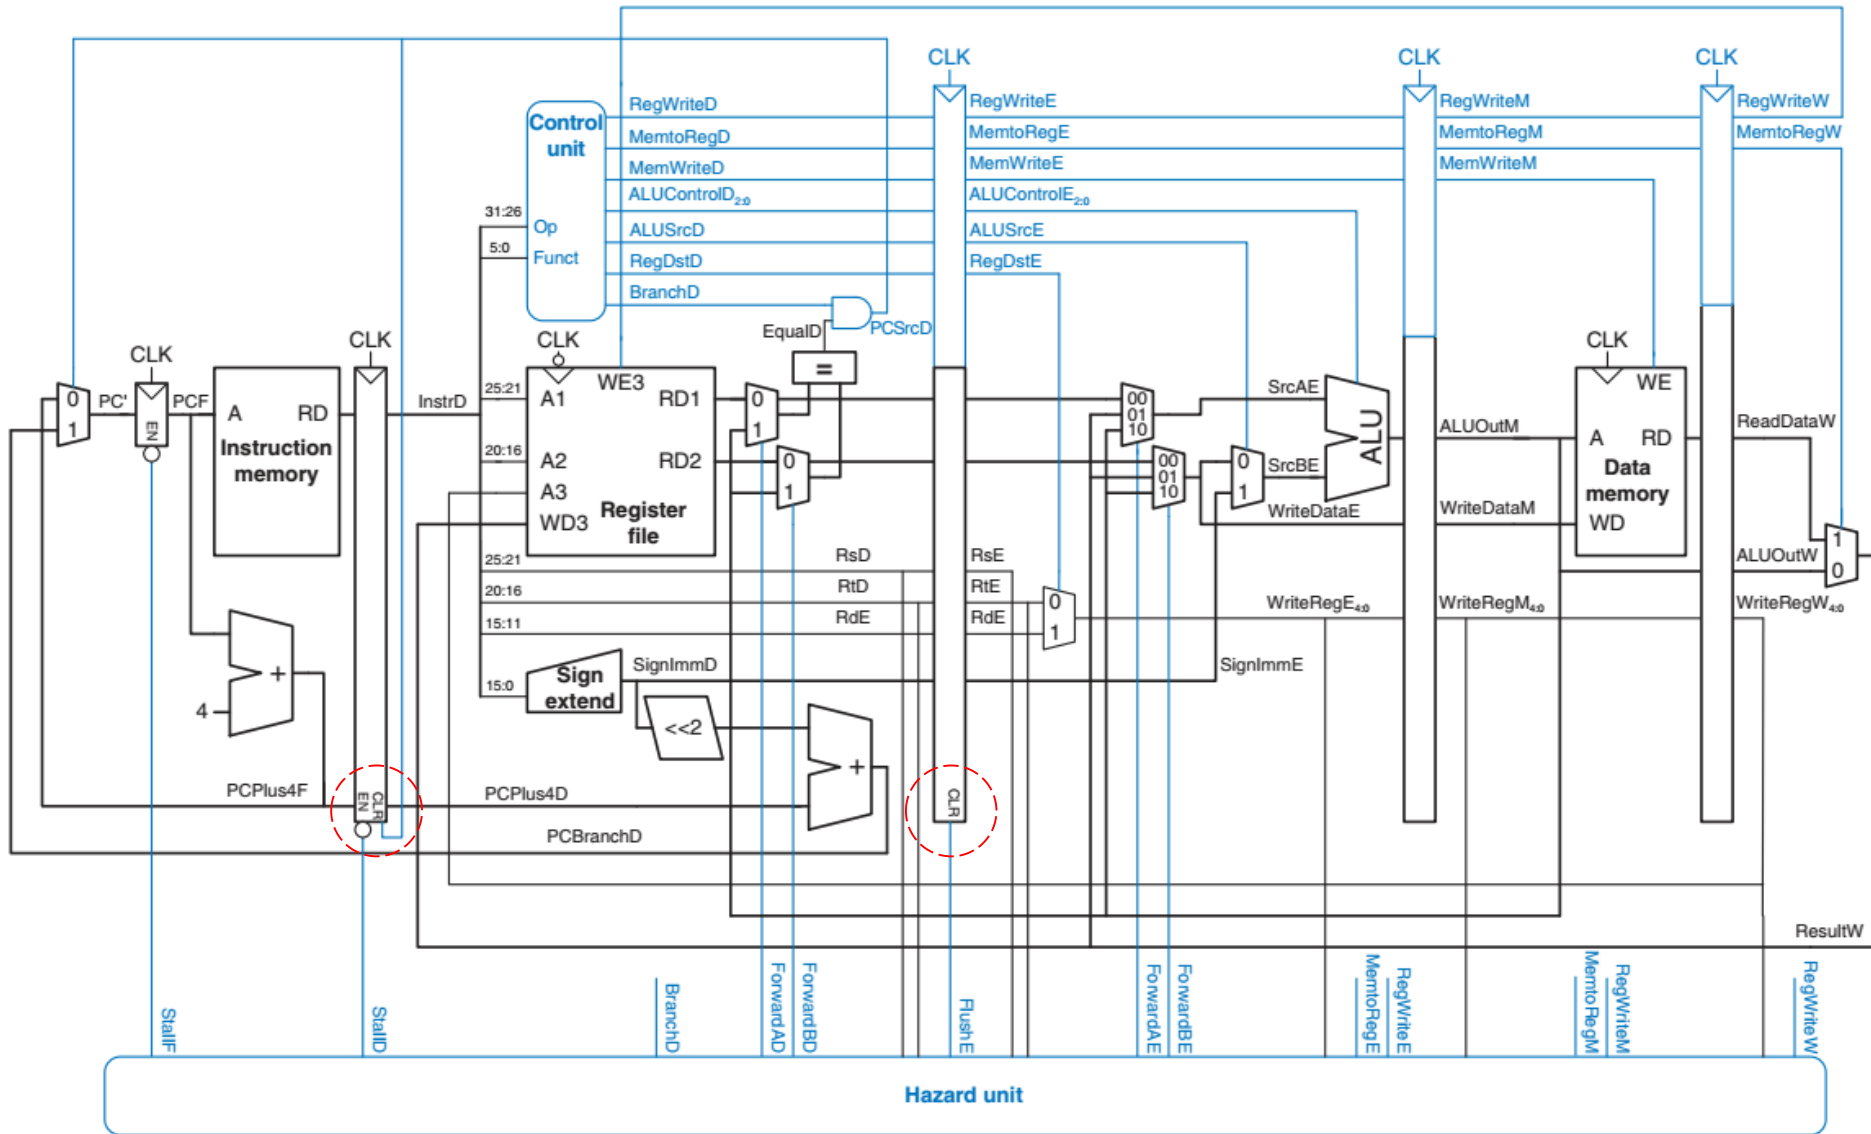 CLK
CLK
CLK
Control
unit
Op
Funct
31:26
5:0
RegWriteD
MemtoRegD
MemWriteD
ALUControlD2:0
ALUSrcD
RegDstD
BranchD
RegWriteE
MemtoRegE
MemWriteE
ALUControlE2:0
ALUSrcE
RegDstE
RegWriteM
MemtoRegM
MemWriteM
RegWriteW
MemtoRegW
EqualD
PCSrcD
=
CLK
CLK
CLK
CLK
0
1
PC'
EN
PCF
A
RD
Instruction
memory
InstrD
25:21
20:16
A1
A2
A3
WD3
WE3
RD1
RD2
Register
file
0
1
0
1
00
01
10
00
01
10
0
1
SrcAE
SrcBE
ALU
ALUOutM
WriteDataE
WriteDataM
WE
A
RD
Data
memory
WD
ReadDataW
ALUOutW
1
0
25:21
20:16
15:11
15:0
RsD
RtD
RdE
RsE
RtE
RdE
0
1
WriteRegE4:0
WriteRegM4:0
WriteRegW4:0
Sign
extend
SignImmD
SignImmE
<<2
+
4
+
PCPlus4F
EN
CLR
PCPlus4D
PCBranchD
CLR
ResultW
StallF
StallD
BranchD
ForwardAD
ForwardBD
FlushE
ForwardAE
ForwardBE
MemtoRegE
RegWriteE
MemtoRegM
RegWriteM
RegWriteW
Hazard unit